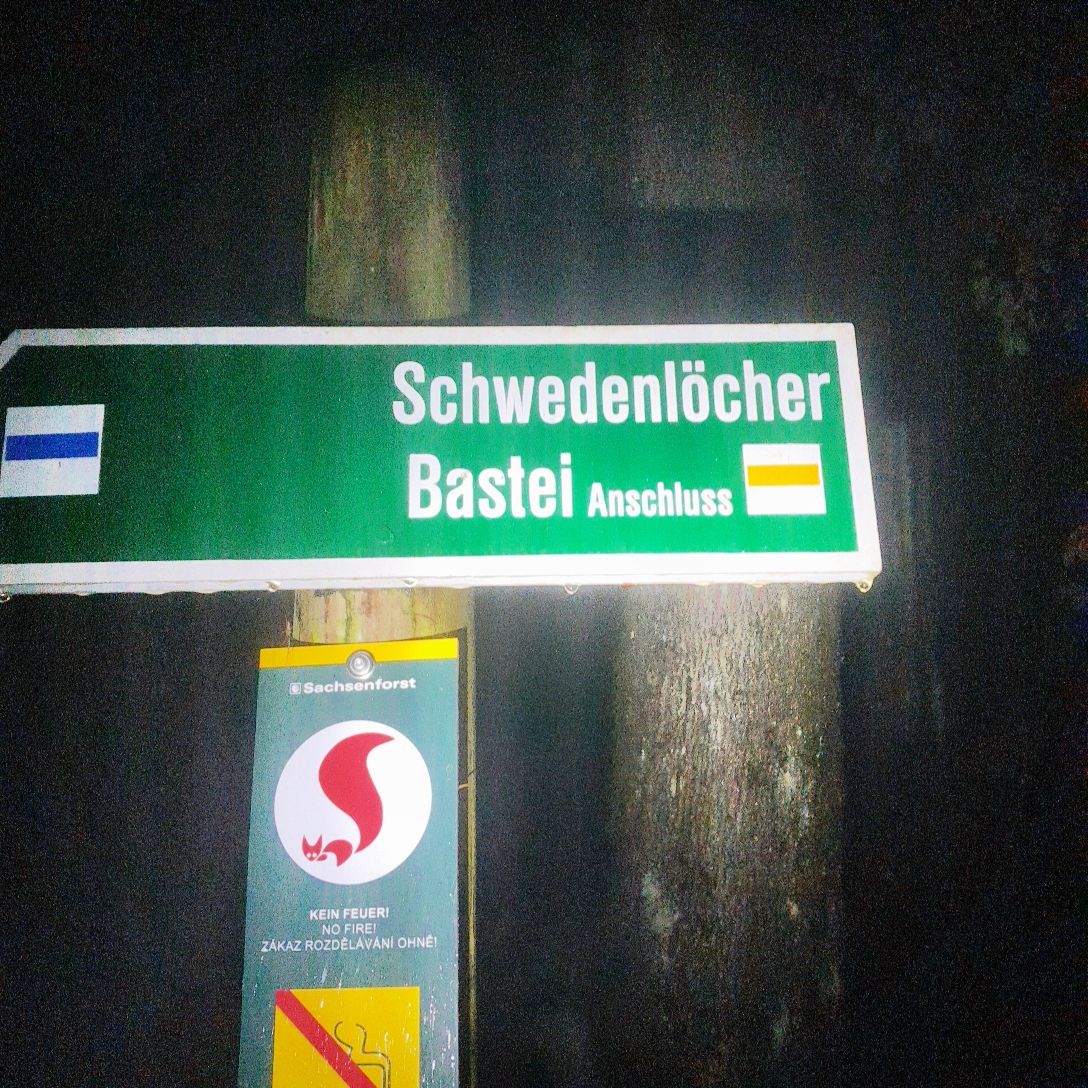 Schwedenlöcher
Bastei Anschluss
Sachsenforst
KEIN FEUER!
NO FIRE!
ZÁKAZ ROZDĚLÁVÁNÍ OHNĚ!